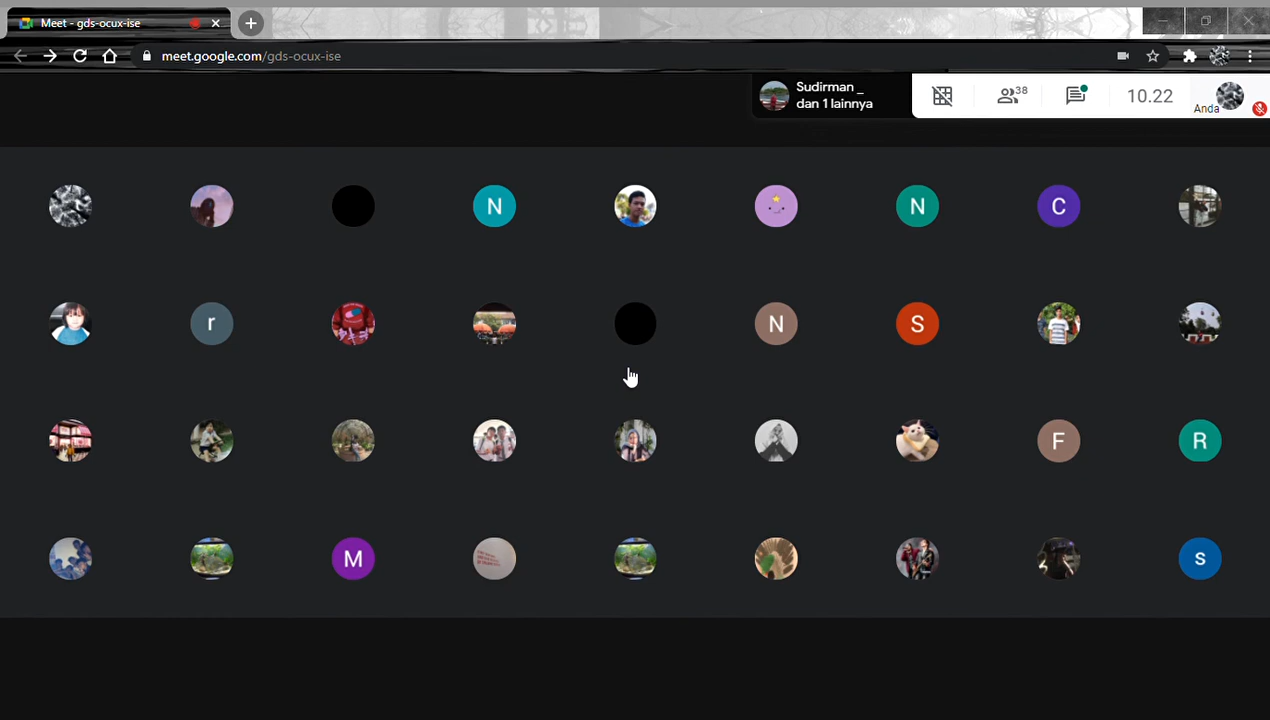 Meet - gds-ocux-ise
meet.google.com/gds-ocux-ise
Sudirman _
dan 1 lainnya
38
10.22
Anda
N
N
C
r
N
S
F
R
M
s